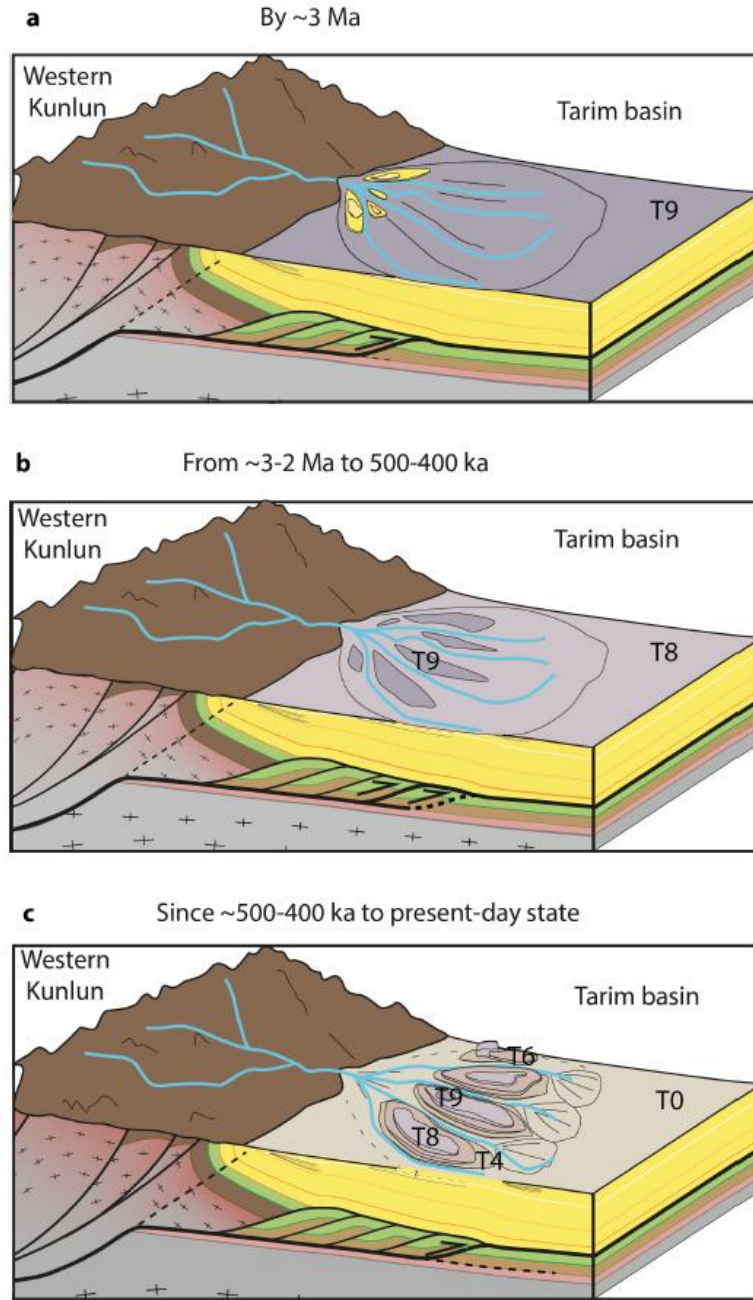 a
By ~3 Ma
Western
Kunlun
Tarim basin
T9
b
From ~3-2 Ma to 500-400 ka
Western
Kunlun
Tarim basin
T9
T8
c
Since ~500-400 ka to present-day state
Western
Kunlun
Tarim basin
T6
T9
T0
T8
T4